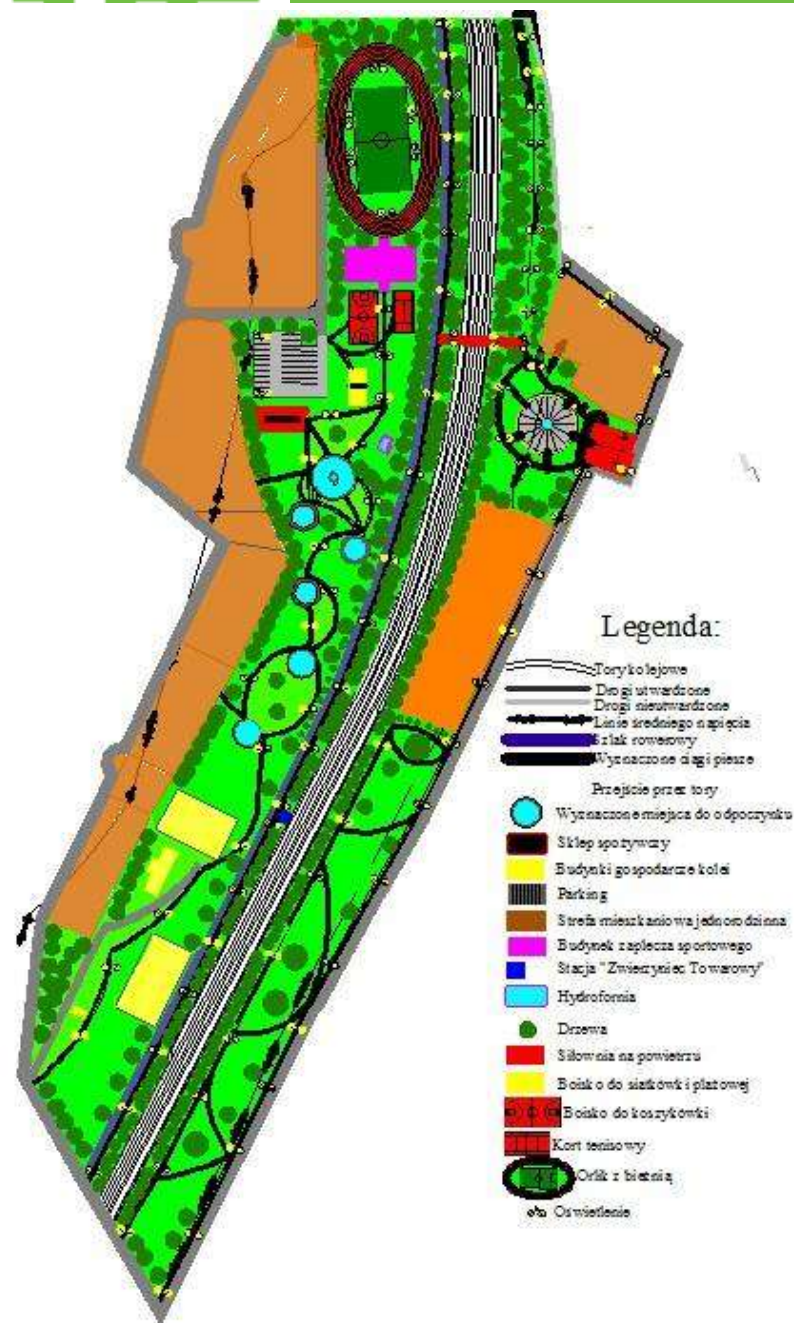 Legenda:
Tory kolejowe
Drogi utwardzone
Drogi nieutwardzone
Linie średniego napięcia
Szlak rowerowy
Wyznaczone ciągi piesze
Przejście przez tory
Wyznaczone miejsca do odpoczynku
Sklep spożywczy
Budynki gospodarcze kolei
Parking
Strefa mieszkaniowa jednorodzinna
Budynek zaplecza sportowego
Stacja "Zwierzyniec Towarowy"
Hydrofornia
Drzewa
Siłownia na powietrzu
Boisko do siatkówki plażowej
Boisko do koszykówki
Kort tenisowy
Orlik z bieżnią
Oświetlenie